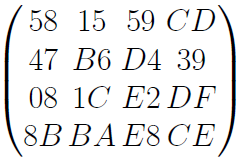 58 15 59 CD
47 B6 D4 39
08 1C E2 DF
8B BA E8 CE